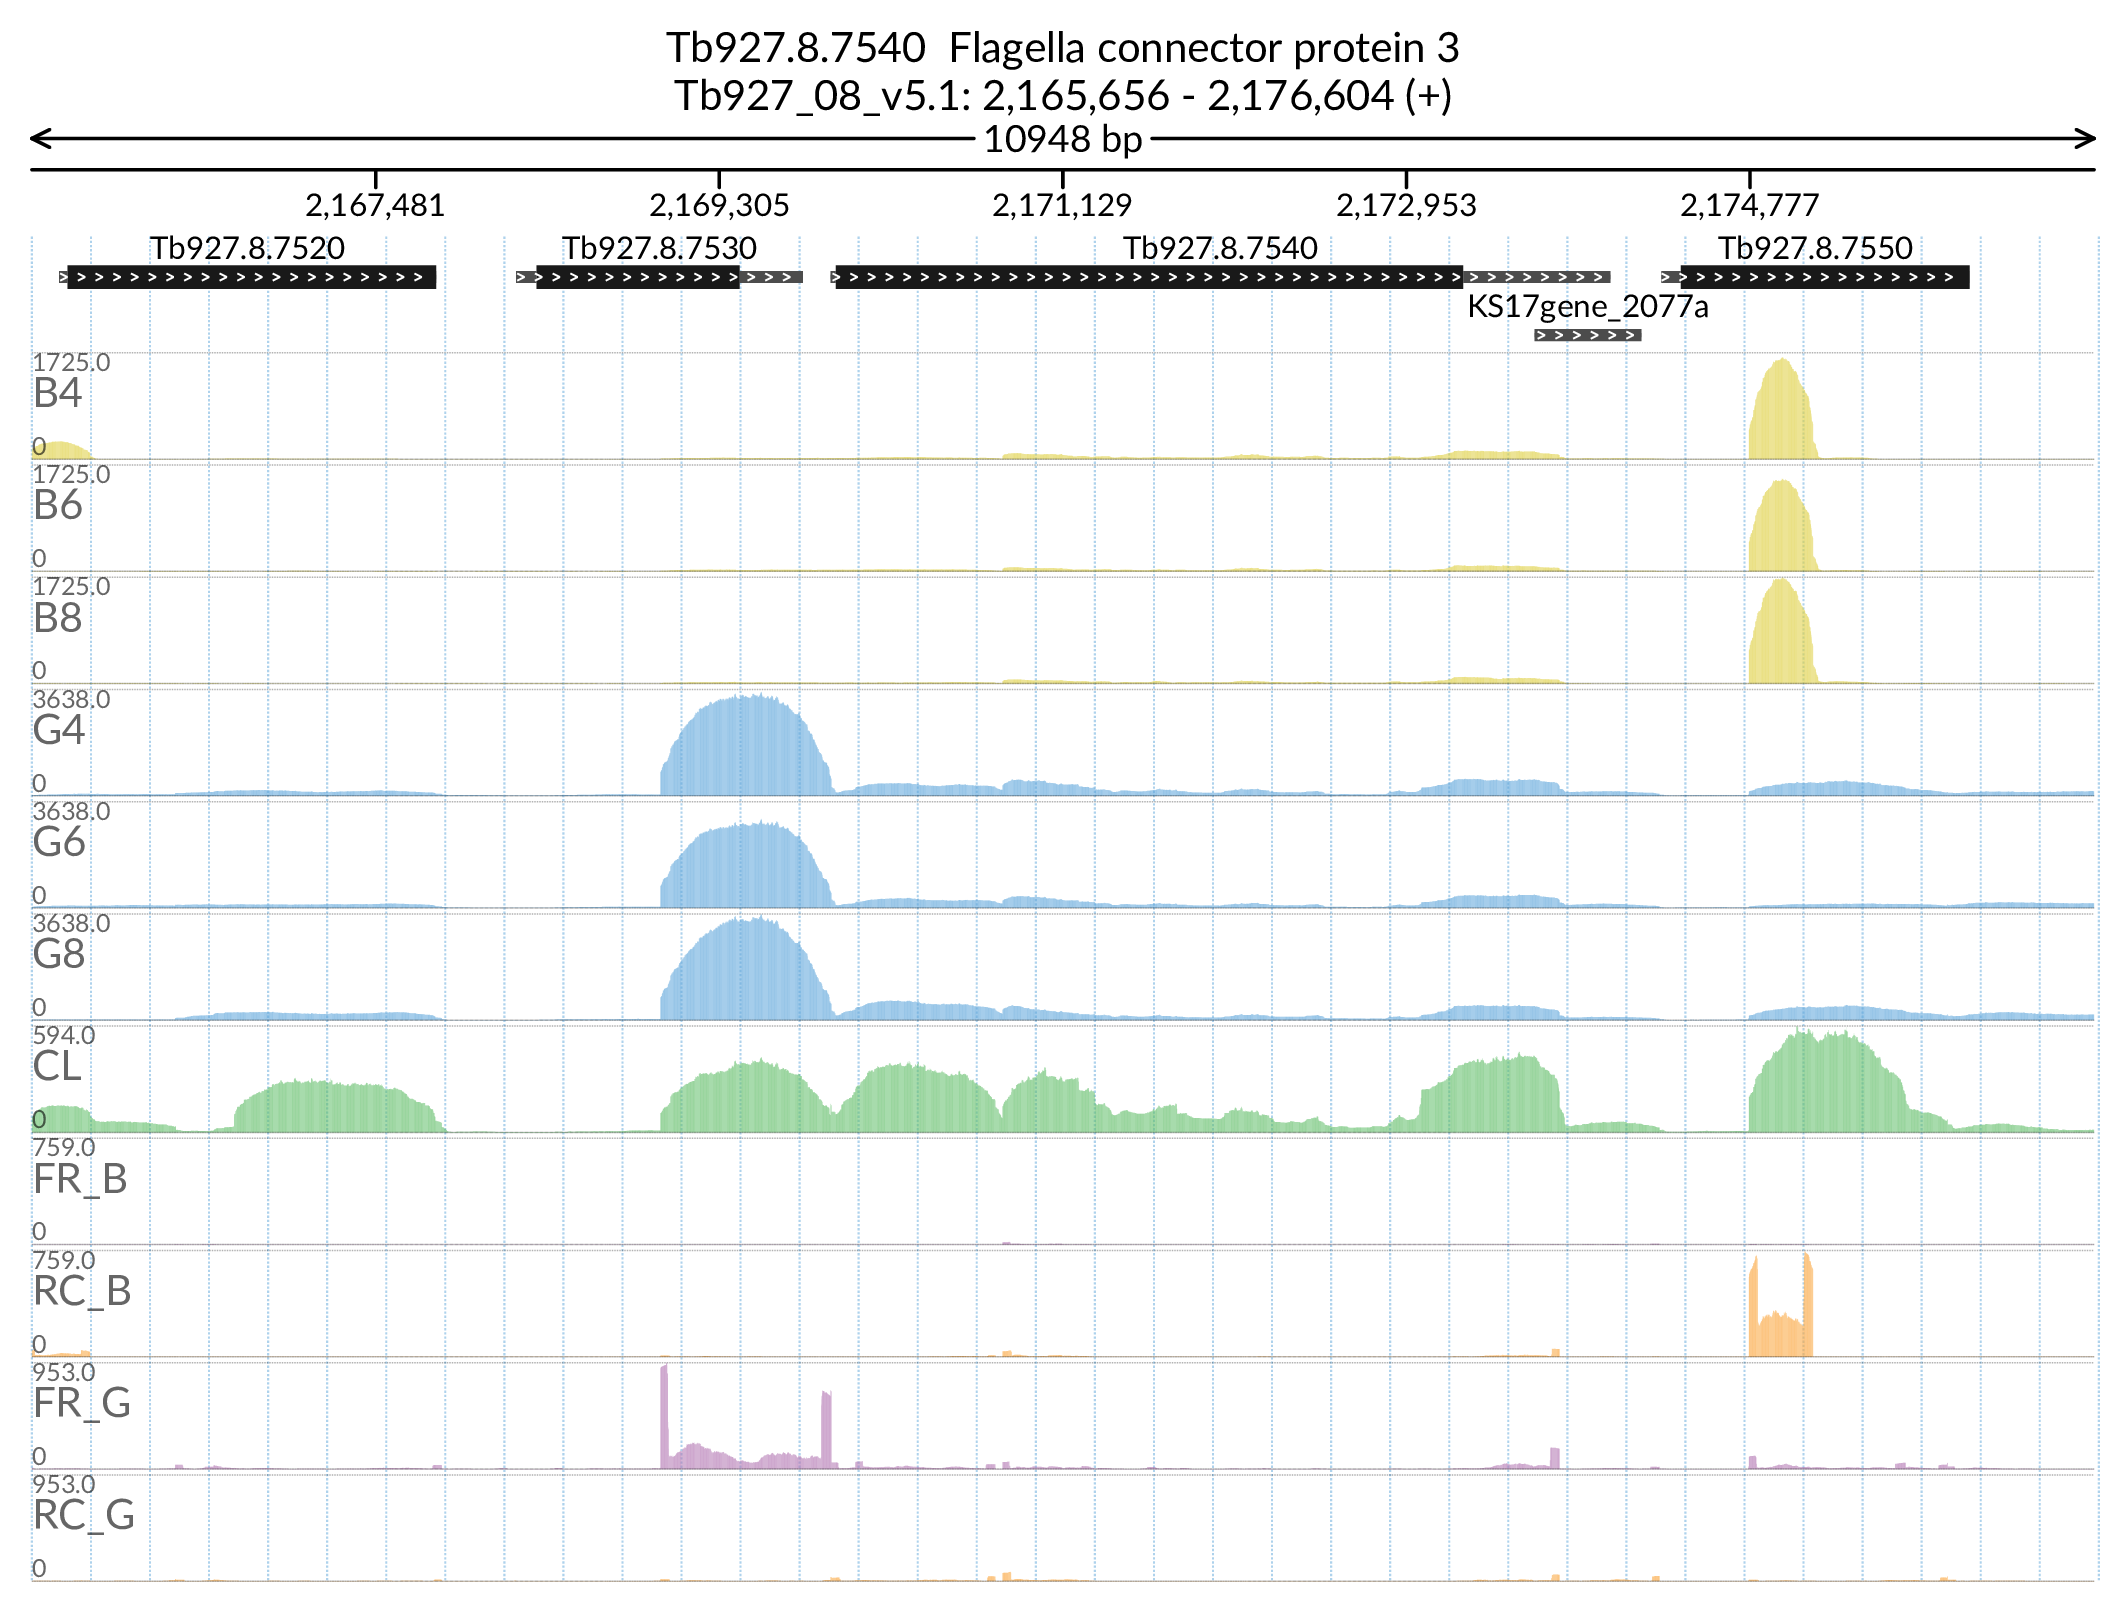 Tb927.8.7540  Flagella connector protein 3
Tb927_08_v5.1: 2,165,656 - 2,176,604 (+)
10948 bp
2,167,481 2,169,305 2,171,129 2,172,953 2,174,777
Tb927.8.7520 Tb927.8.7530 Tb927.8.7540 Tb927.8.7550
KS17gene_2077a
1725.0
B4
0
1725.0
B6
0
1725.0
B8
0
3638.0
G4
0
3638.0
G6
0
3638.0
G8
0
594.0
CL
0
759.0
FR_B
0
759.0
RC_B
0
953.0
FR_G
0
953.0
RC_G
0